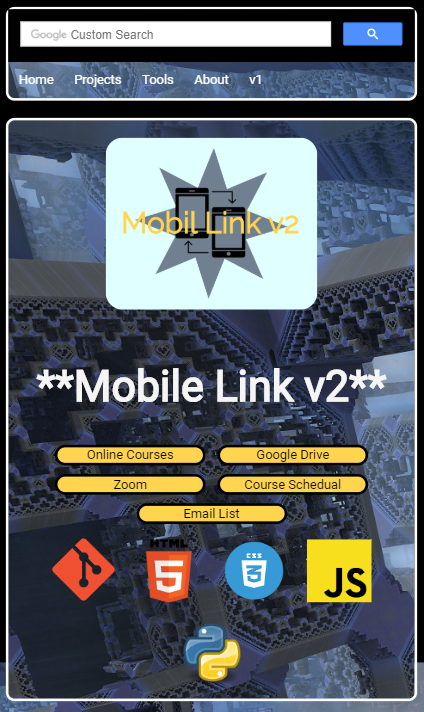 Google Custom Search
Home Projects Tools About v1
Mobil Link v2
**Mobile Link v2**
Online Courses Google Drive
Zoom Course Schedual
Email List
HTML
5
CSS
3
JS